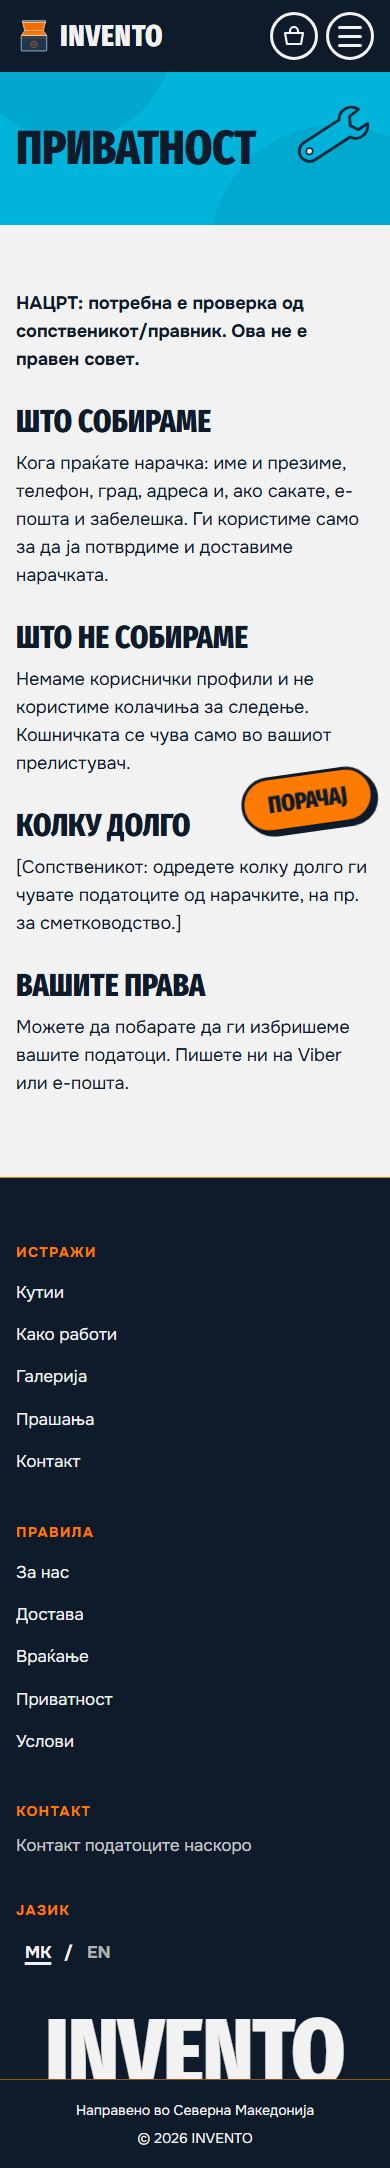 INVENTO
ПРИВАТНОСТ
НАЦРТ: потребна е проверка од
сопственикот/правник. Ова не е
правен совет.
ШТО СОБИРАМЕ
Кога праќате нарачка: име и презиме,
телефон, град, адреса и, ако сакате, е-
пошта и забелешка. Ги користиме само
за да ја потврдиме и доставиме
нарачката.
ШТО НЕ СОБИРАМЕ
Немаме кориснички профили и не
користиме колачиња за следење.
Кошничката се чува само во вашиот
прелистувач.
ПОРАЧАЈ
КОЛКУ ДОЛГО
[Сопственикот: одредете колку долго ги
чувате податоците од нарачките, на пр.
за сметководство.]
ВАШИТЕ ПРАВА
Можете да побарате да ги избришеме
вашите податоци. Пишете ни на Viber
или е-пошта.
ИСТРАЖИ
Кутии
Како работи
Галерија
Прашања
Контакт
ПРАВИЛА
За нас
Достава
Враќање
Приватност
Услови
КОНТАКТ
Контакт податоците наскоро
ЈАЗИК
МК / EN
INVENTO
Направено во Северна Македонија
© 2026 INVENTO